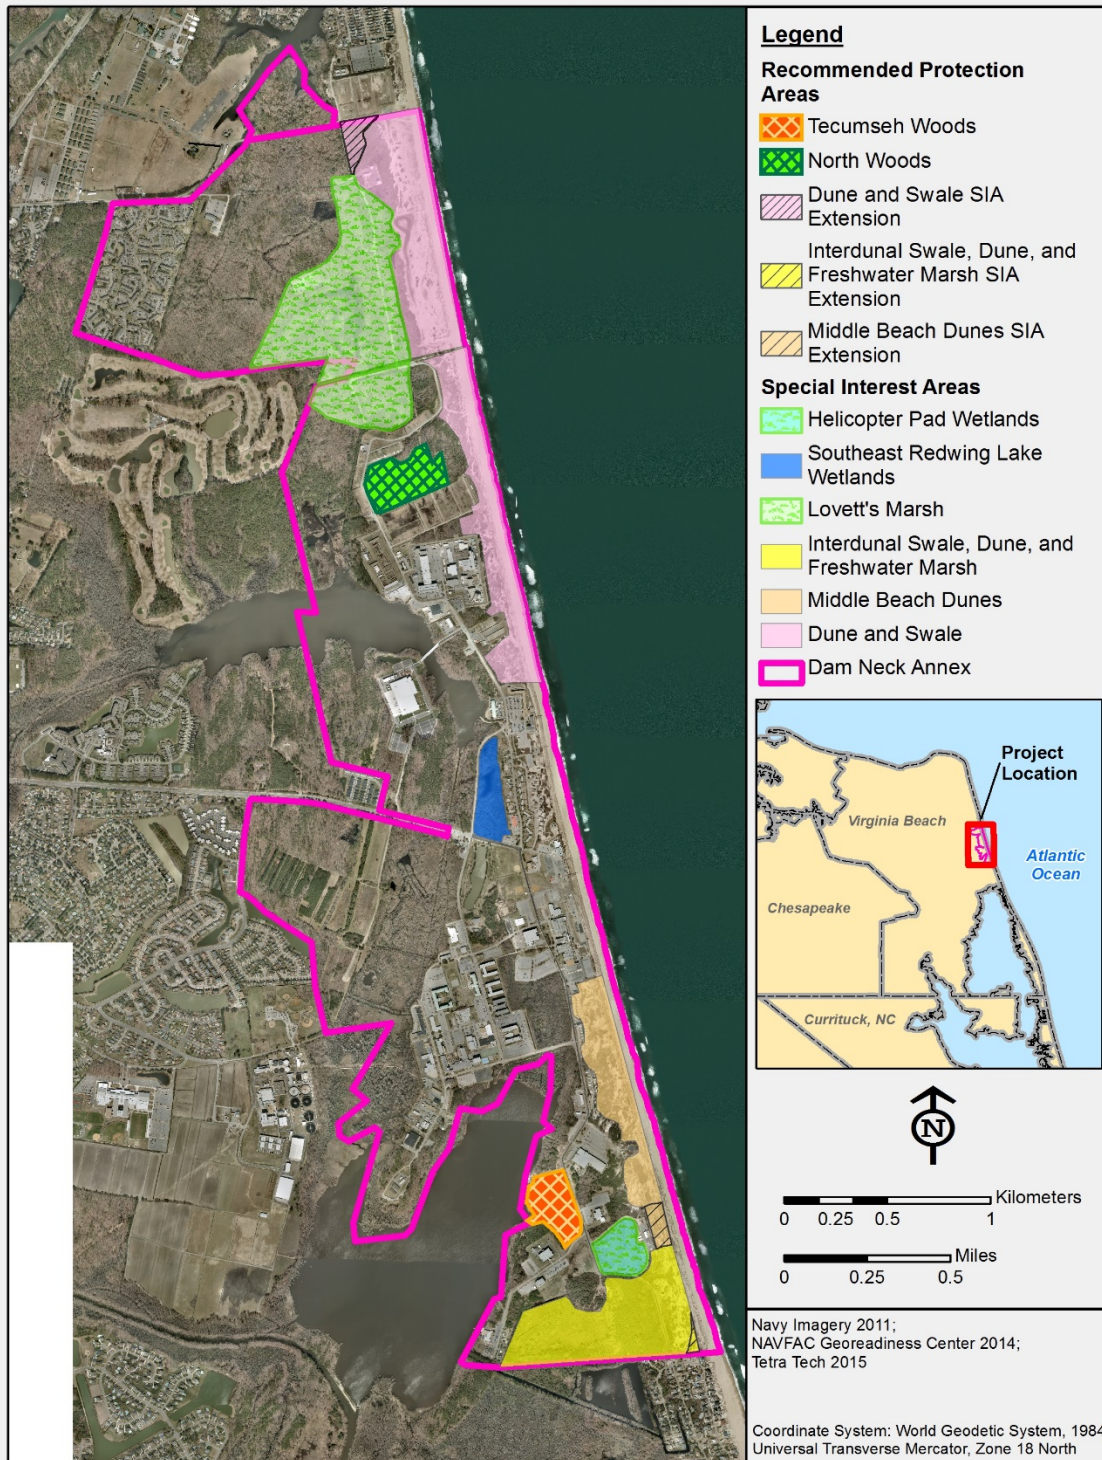 Legend
Recommended Protection
Areas
Tecumseh Woods
North Woods
Dune and Swale SIA
Extension
Interdunal Swale, Dune, and
Freshwater Marsh SIA
Extension
Middle Beach Dunes SIA
Extension
Special Interest Areas
Helicopter Pad Wetlands
Southeast Redwing Lake
Wetlands
Lovett's Marsh
Interdunal Swale, Dune, and
Freshwater Marsh
Middle Beach Dunes
Dune and Swale
Dam Neck Annex
Project
Location
Virginia Beach
Atlantic
Ocean
Chesapeake
Currituck, NC
N
Kilometers
0 0.25 0.5 1
Miles
0 0.25 0.5
Navy Imagery 2011;
NAVFAC Georeadiness Center 2014;
Tetra Tech 2015
Coordinate System: World Geodetic System, 1984
Universal Transverse Mercator, Zone 18 North